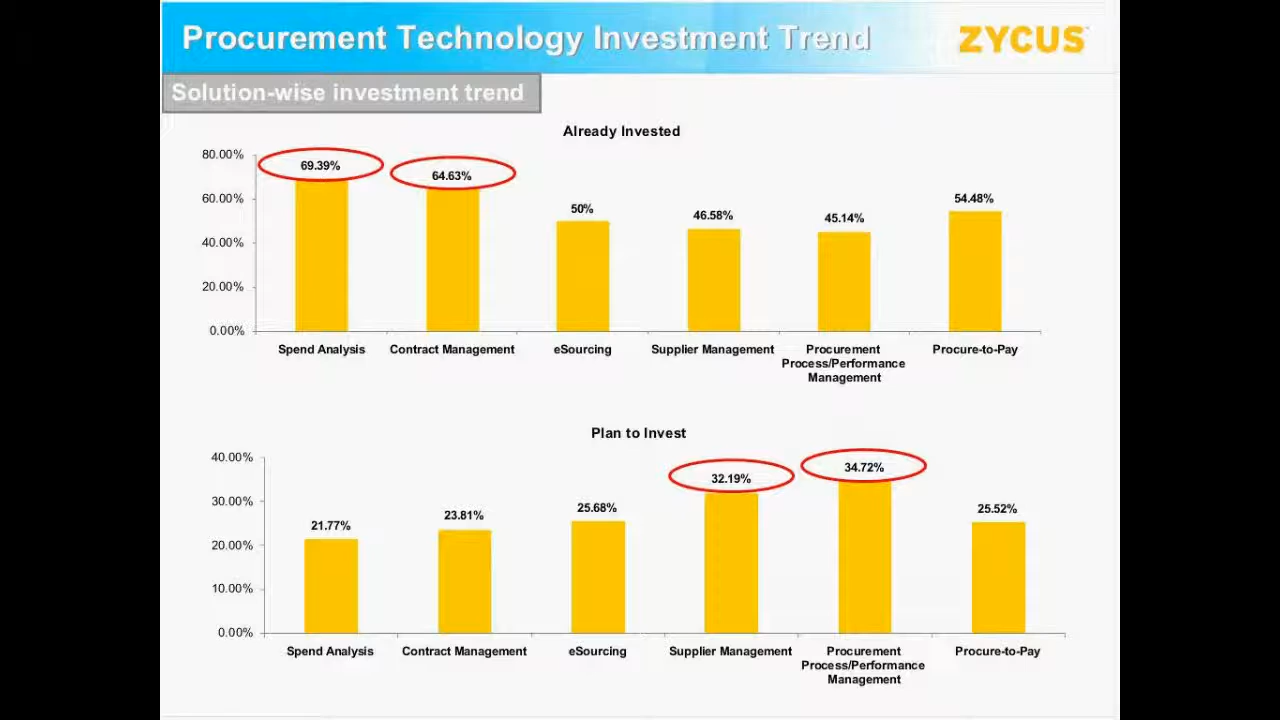 Procurement Technology Investment Trend
ZYCUS
Solution-wise investment trend
Already Invested
80.00%
60.00%
40.00%
20.00%
0.00%
69.39%
64.63%
50%
46.58%
45.14%
54.48%
Spend Analysis
Contract Management
eSourcing
Supplier Management
Procurement
Process/Performance
Management
Procure-to-Pay
Plan to Invest
40.00%
30.00%
20.00%
10.00%
0.00%
21.77%
23.81%
25.68%
32.19%
34.72%
25.52%
Spend Analysis
Contract Management
eSourcing
Supplier Management
Procurement
Process/Performance
Management
Procure-to-Pay